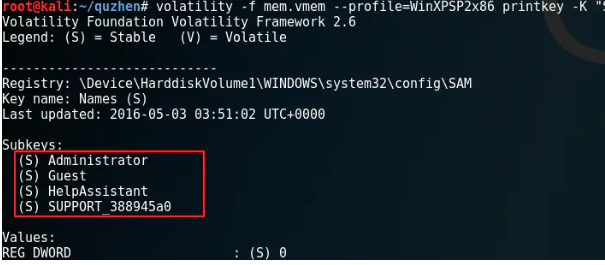 root@kali:~/quzhen# volatility -f mem.vmem --profile=WinXPSP2x86 printkey -K "S
Volatility Foundation Volatility Framework 2.6
Legend: (S) = Stable   (V) = Volatile

----------------------------
Registry: \Device\HarddiskVolume1\WINDOWS\system32\config\SAM
Key name: Names (S)
Last updated: 2016-05-03 03:51:02 UTC+0000

Subkeys:
  (S) Administrator
  (S) Guest
  (S) HelpAssistant
  (S) SUPPORT_388945a0

Values:
REG_DWORD                     : (S) 0